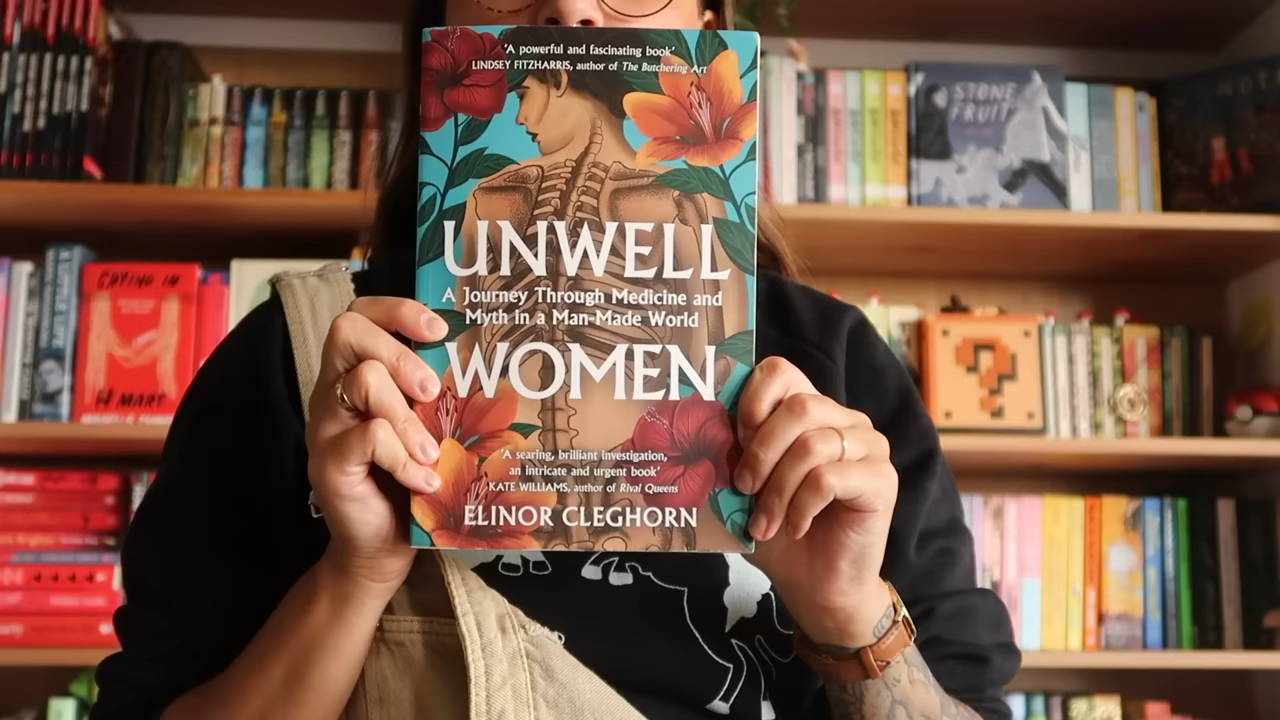 'A powerful and fascinating book'
LINDSEY FITZHARRIS, author of The Butchering Art
UNWELL
A Journey Through Medicine and
Myth in a Man-Made World
WOMEN
'A searing, brilliant investigation,
an intricate and urgent book'
KATE WILLIAMS, author of Rival Queens
ELINOR CLEGHORN
STONE
FRUIT
CRYING IN
H MART
?